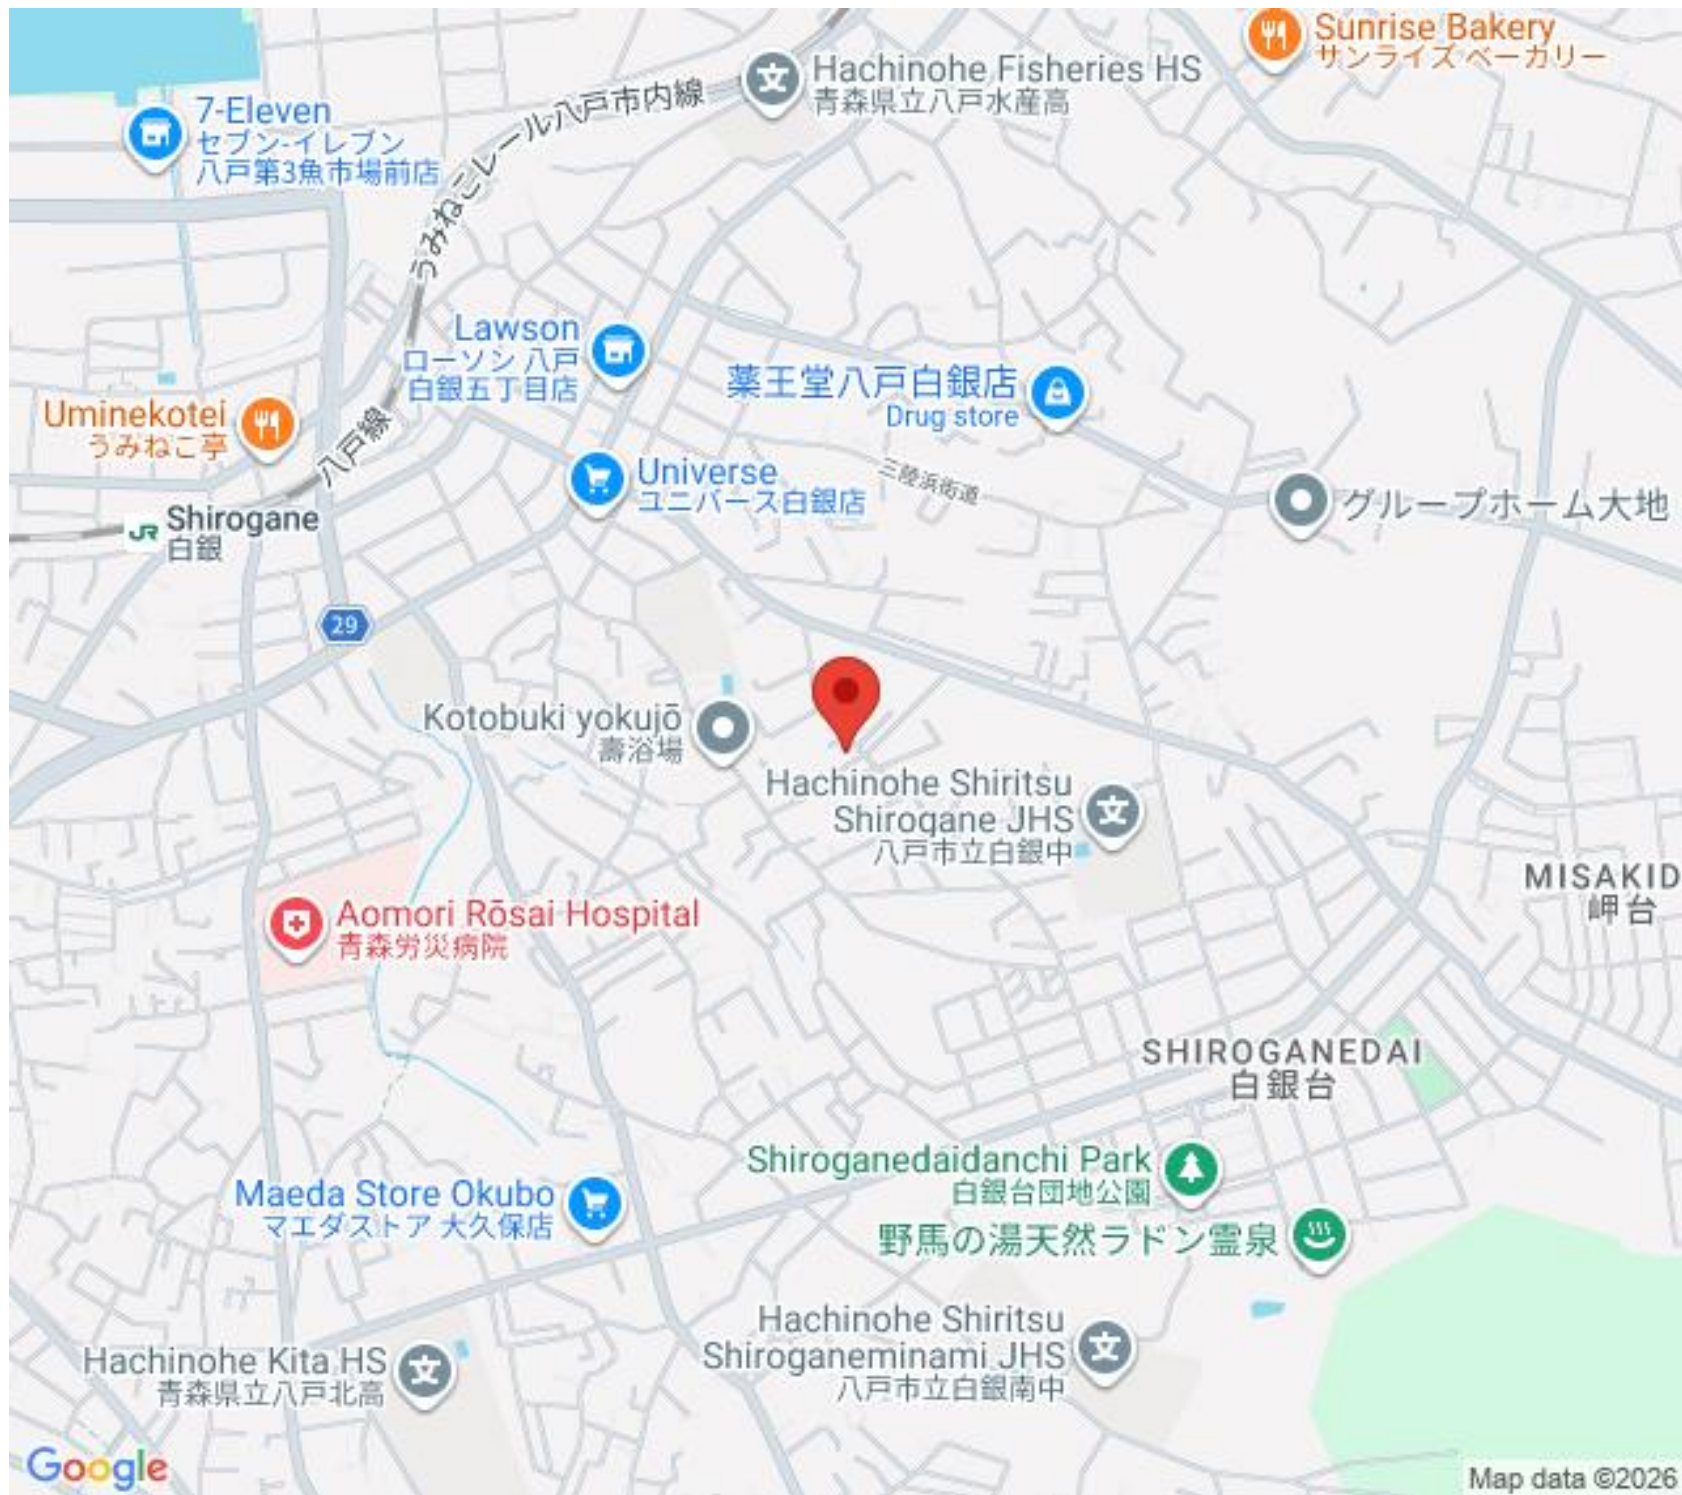 Sunrise Bakery
サンライズ ベーカリー
Hachinohe Fisheries HS
青森県立八戸水産高
7-Eleven
セブン-イレブン
八戸第3魚市場前店
うみねこレール八戸市内線
Lawson
ローソン 八戸
白銀五丁目店
薬王堂八戸白銀店
Drug store
Uminekotei
うみねこ亭
八戸線
Universe
ユニバース白銀店
三陸浜街道
グループホーム大地
JR
Shirogane
白銀
29
Kotobuki yokujō
壽浴場
Hachinohe Shiritsu
Shirogane JHS
八戸市立白銀中
MISAKID
岬台
Aomori Rōsai Hospital
青森労災病院
SHIROGANEDAI
白銀台
Shiroganedaidanchi Park
白銀台団地公園
Maeda Store Okubo
マエダストア 大久保店
野馬の湯天然ラドン霊泉
Hachinohe Shiritsu
Shiroganeminami JHS
八戸市立白銀南中
Hachinohe Kita HS
青森県立八戸北高
Google
Map data ©2026